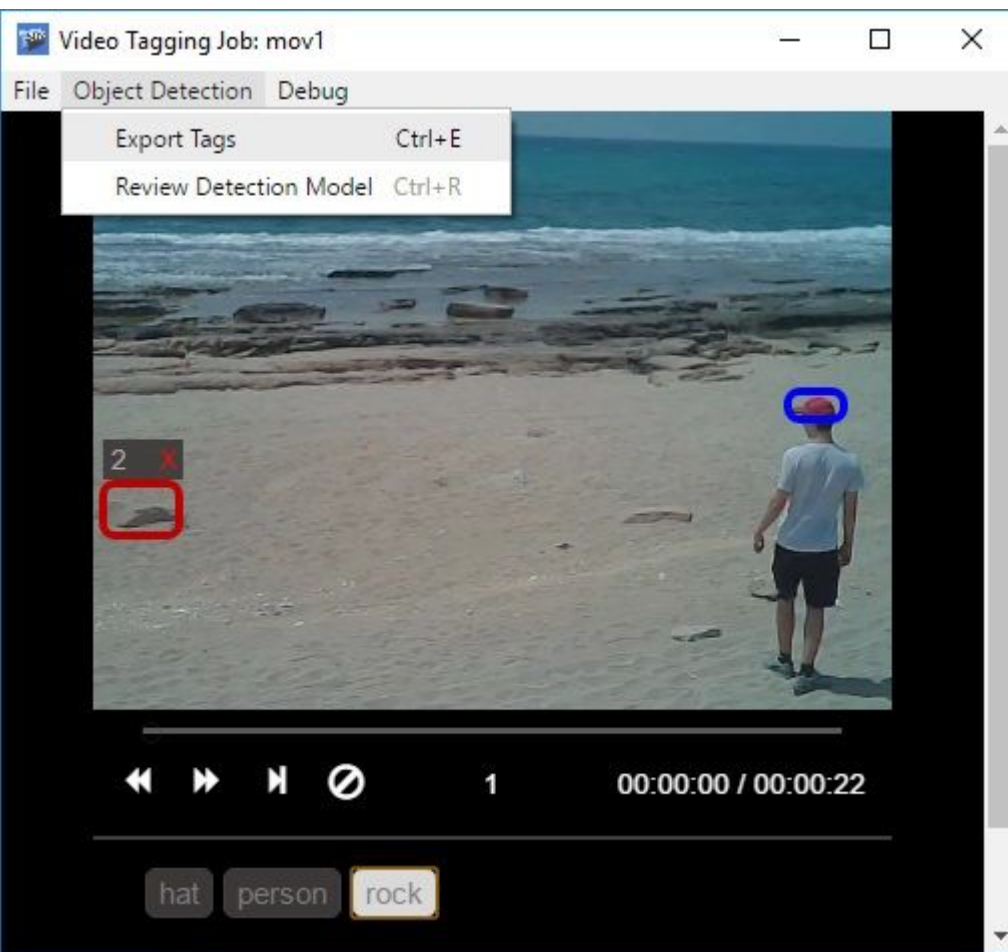 Video Tagging Job: mov1
File Object Detection Debug
Export Tags Ctrl+E
Review Detection Model Ctrl+R
2 X
1 00:00:00 / 00:00:22
hat person rock